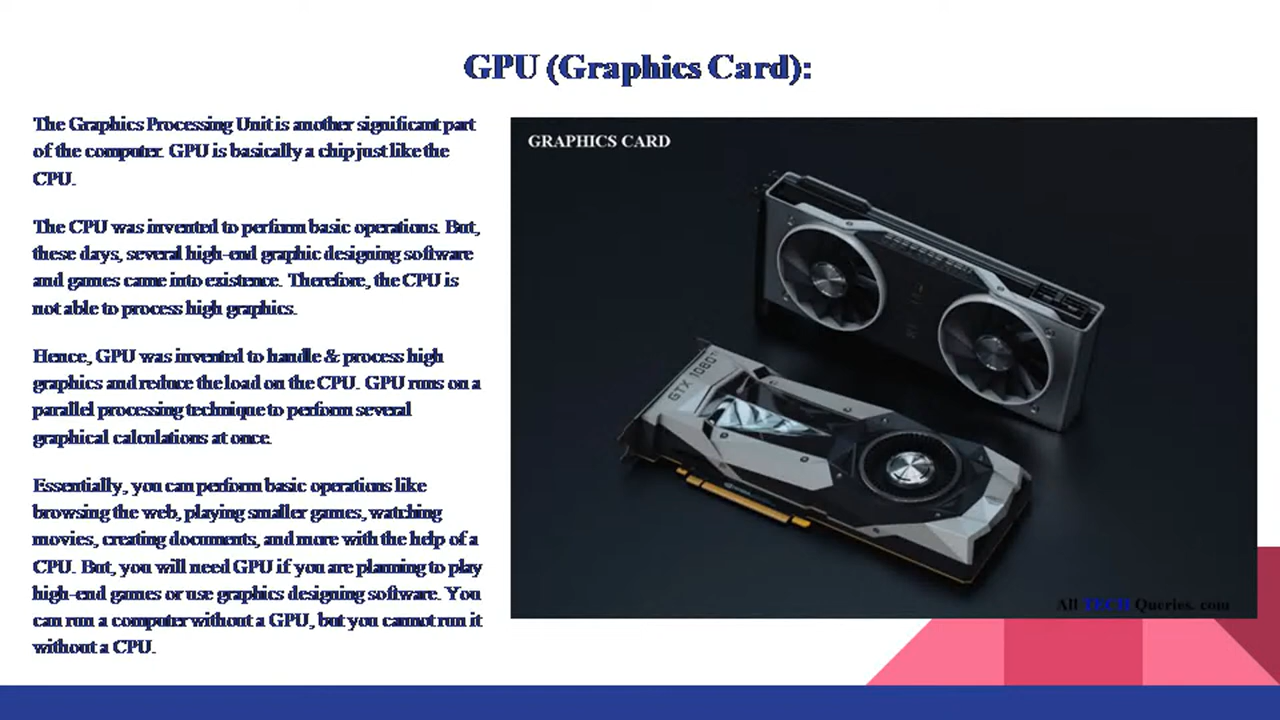 GPU (Graphics Card):
The Graphics Processing Unit is another significant part
of the computer. GPU is basically a chip just like the
CPU.
The CPU was invented to perform basic operations. But,
these days, several high-end graphic designing software
and games came into existence. Therefore, the CPU is
not able to process high graphics.
Hence, GPU was invented to handle & process high
graphics and reduce the load on the CPU. GPU runs on a
parallel processing technique to perform several
graphical calculations at once.
Essentially, you can perform basic operations like
browsing the web, playing smaller games, watching
movies, creating documents, and more with the help of a
CPU. But, you will need GPU if you are planning to play
high-end games or use graphics designing software. You
can run a computer without a GPU, but you cannot run it
without a CPU.
GRAPHICS CARD
GTX 1080 Ti
All TECH Queries. com